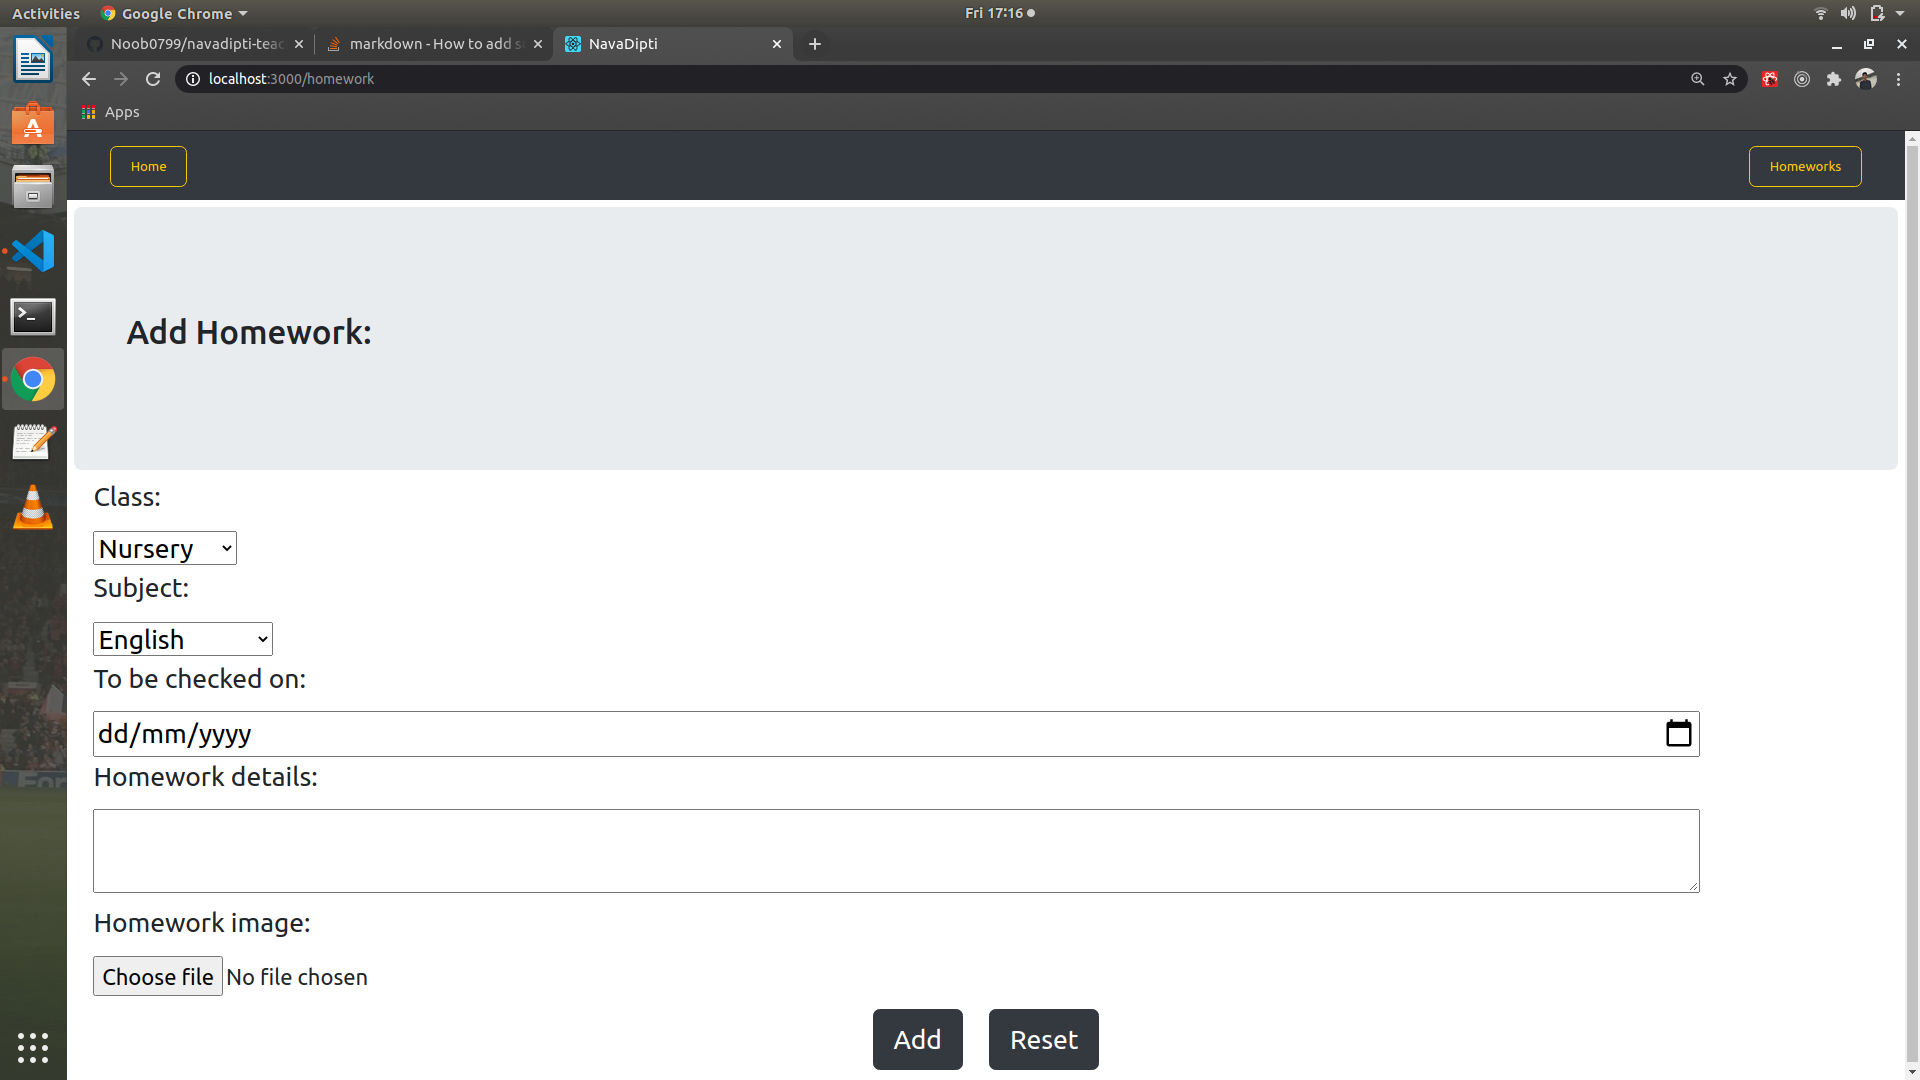 Activities Google Chrome Fri 17:16
Noob0799/navadipti-teac markdown - How to add s NavaDipti
localhost:3000/homework
Apps
Home Homeworks
Add Homework:
Class:
Nursery
Subject:
English
To be checked on:
dd/mm/yyyy
Homework details:
Homework image:
Choose file No file chosen
Add Reset